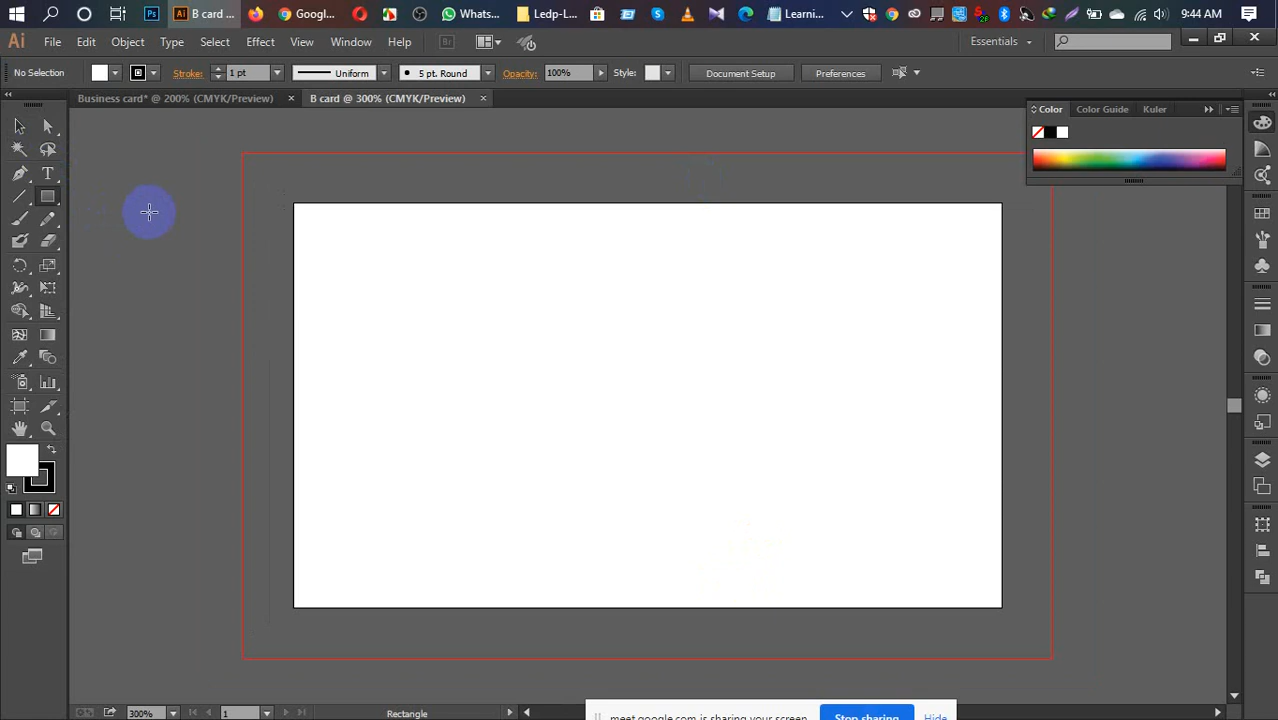 Ps
Ai B card ...
Googl...
Whats...
Ledp-L...
Learni...
9:44 AM
Ai File Edit Object Type Select Effect View Window Help Br Essentials
No Selection Stroke: 1 pt Uniform 5 pt. Round Opacity: 100% Style: Document Setup Preferences
Business card* @ 200% (CMYK/Preview) × B card @ 300% (CMYK/Preview) ×
Color Color Guide Kuler
T
300% 1 Rectangle
meet.google.com is sharing your screen. Stop sharing Hide